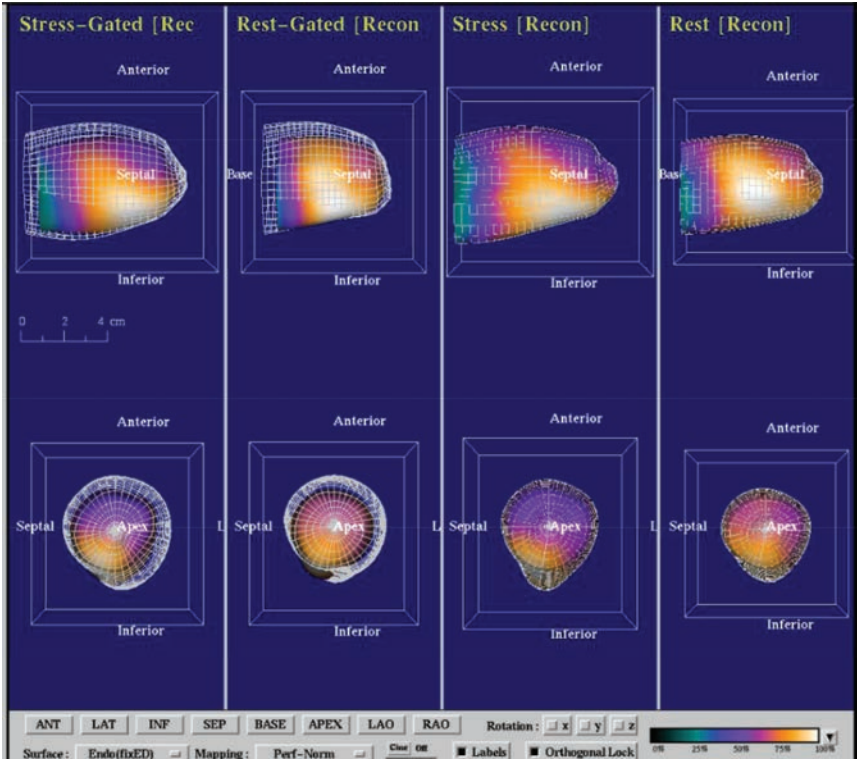 Stress-Gated [Rec Rest-Gated [Recon Stress [Recon] Rest [Recon]
Anterior Anterior Anterior Anterior
Septal Base Septal Septal Base Septal
Inferior Inferior Inferior Inferior
0 2 4 cm
Anterior Anterior Anterior Anterior
Septal Apex L Septal Apex L Septal Apex L Septal Apex
Inferior Inferior Inferior Inferior
ANT LAT INF SEP BASE APEX LAO RAO Rotation : x y z
0% 25% 50% 75% 100%
Surface : Endo(fixED) Mapping : Perf-Norm Cine Off Labels Orthogonal Lock